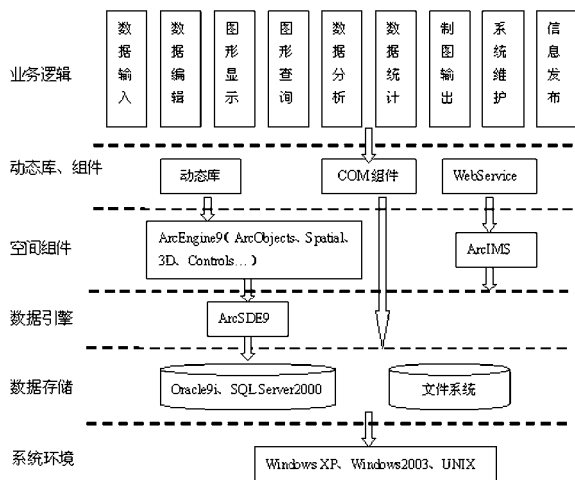 业务逻辑
数据输入
数据编辑
图形显示
图形查询
数据分析
数据统计
制图输出
系统维护
信息发布
动态库、组件
动态库
COM组件
WebService
空间组件
ArcEngine9(ArcObjects、Spatial、
3D、Controls…)
ArcIMS
数据引擎
ArcSDE9
数据存储
Oracle9i、SQLServer2000
文件系统
系统环境
Windows XP、Windows2003、UNIX